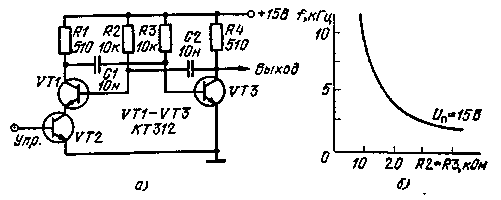 R1
510
R2
10к
R3
10к
C2
10н
R4
510
+15В
C1
10н
Выход
VT1
VT3
VT1-VT3
КТ312
Упр.
VT2
а)
f, кГц
10
5
0
Uп=15В
10
20
R2=R3, кОм
б)